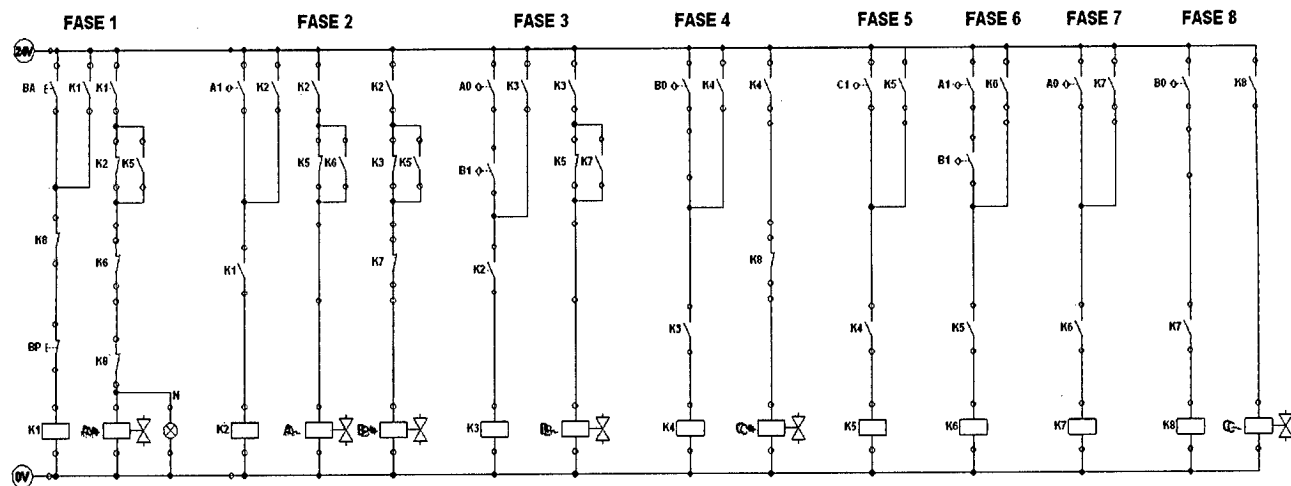 FASE 1 FASE 2 FASE 3 FASE 4 FASE 5 FASE 6 FASE 7 FASE 8
24V
BA K1 K1 A1 K2 K2 K2 A0 K3 K3 B0 K4 K4 C1 K5 A1 K6 A0 K7 B0 K8
K2 K5 K5 K6 K3 K5 B1 K5 K7 B1
K8 K6 K1 K7 K2 K8
BP K8 K3 K4 K5 K6 K7
N
K1 K2 K3 K4 K5 K6 K7 K8
0V